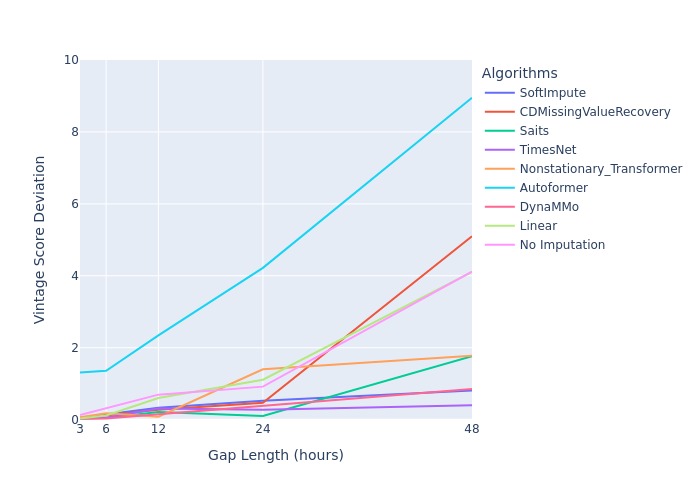 10
8
6
4
2
0
3 6 12 24 48
Gap Length (hours)
Vintage Score Deviation
Algorithms
SoftImpute
CDMissingValueRecovery
Saits
TimesNet
Nonstationary_Transformer
Autoformer
DynaMMo
Linear
No Imputation